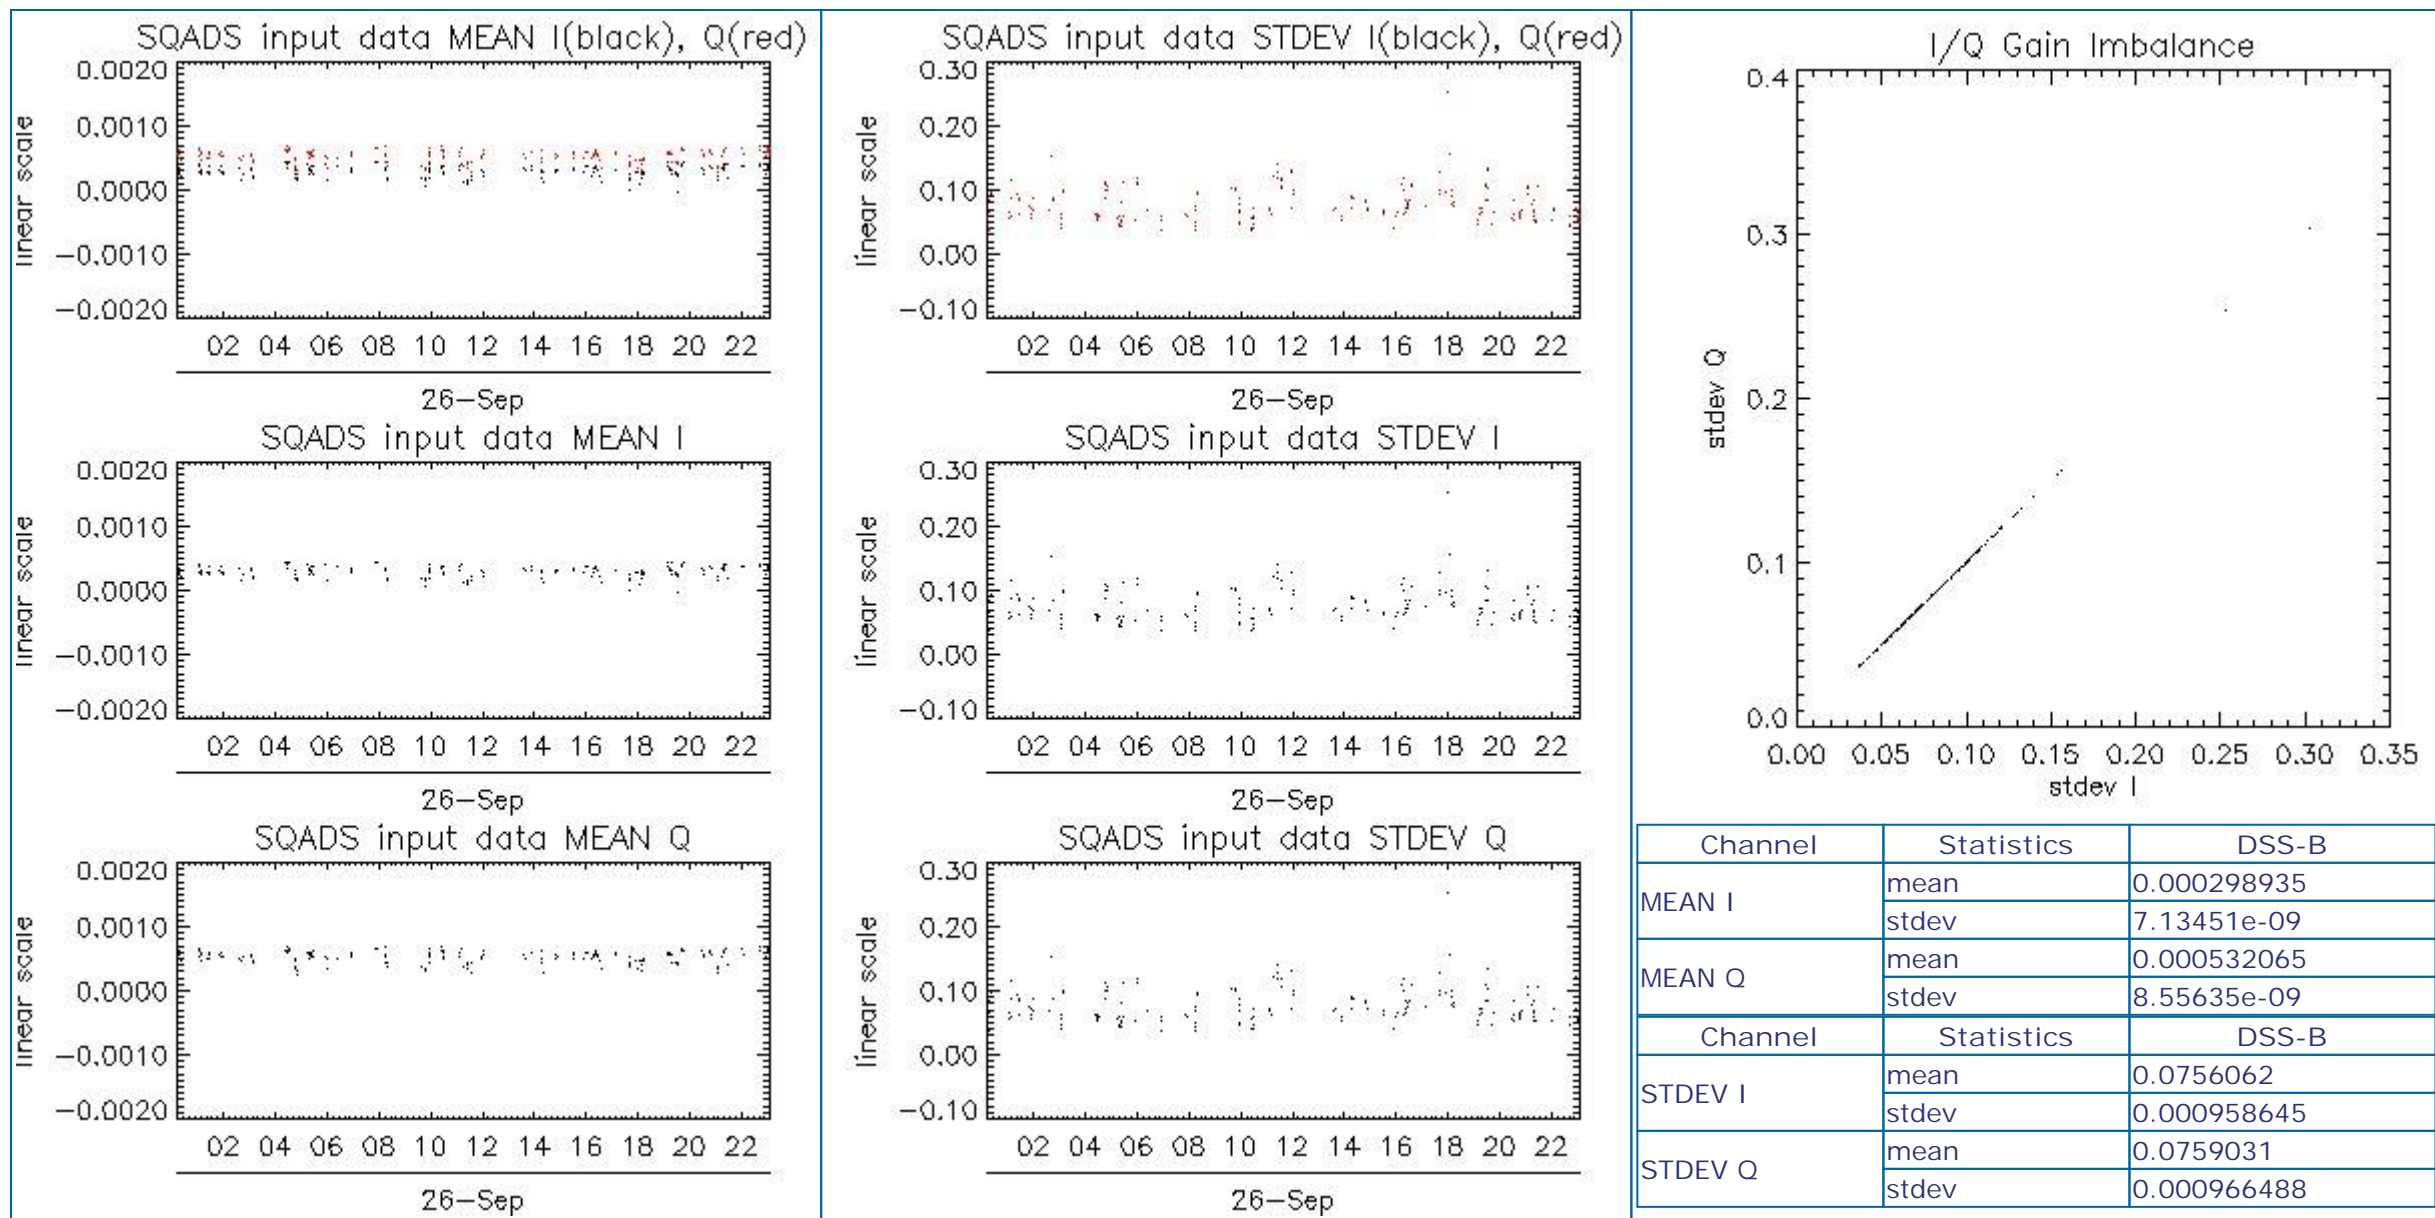 SQADS input data MEAN I(black), Q(red)
0.0020
0.0010
0.0000
−0.0010
−0.0020
linear scale
02 04 06 08 10 12 14 16 18 20 22
26−Sep
SQADS input data MEAN I
0.0020
0.0010
0.0000
−0.0010
−0.0020
linear scale
02 04 06 08 10 12 14 16 18 20 22
26−Sep
SQADS input data MEAN Q
0.0020
0.0010
0.0000
−0.0010
−0.0020
linear scale
02 04 06 08 10 12 14 16 18 20 22
26−Sep
SQADS input data STDEV I(black), Q(red)
0.30
0.20
0.10
0.00
−0.10
linear scale
02 04 06 08 10 12 14 16 18 20 22
26−Sep
SQADS input data STDEV I
0.30
0.20
0.10
0.00
−0.10
linear scale
02 04 06 08 10 12 14 16 18 20 22
26−Sep
SQADS input data STDEV Q
0.30
0.20
0.10
0.00
−0.10
linear scale
02 04 06 08 10 12 14 16 18 20 22
26−Sep
I/Q Gain Imbalance
0.4
0.3
0.2
0.1
0.0
stdev Q
0.00 0.05 0.10 0.15 0.20 0.25 0.30 0.35
stdev I
Channel Statistics DSS-B
MEAN I mean 0.000298935
stdev 7.13451e-09
MEAN Q mean 0.000532065
stdev 8.55635e-09
Channel Statistics DSS-B
STDEV I mean 0.0756062
stdev 0.000958645
STDEV Q mean 0.0759031
stdev 0.000966488